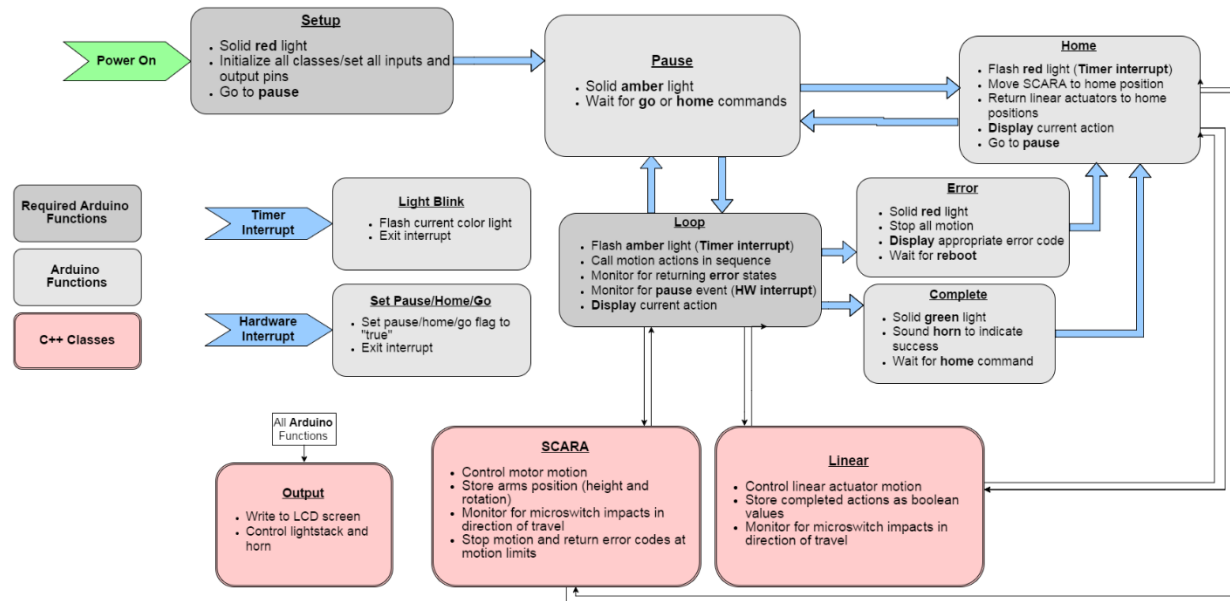 Power On
Setup
Solid red light
Initialize all classes/set all inputs and
output pins
Go to pause
Pause
Solid amber light
Wait for go or home commands
Home
Flash red light (Timer interrupt)
Move SCARA to home position
Return linear actuators to home
positions
Display current action
Go to pause
Required Arduino
Functions
Arduino
Functions
C++ Classes
Timer
Interrupt
Light Blink
Flash current color light
Exit interrupt
Hardware
Interrupt
Set Pause/Home/Go
Set pause/home/go flag to
"true"
Exit interrupt
Loop
Flash amber light (Timer interrupt)
Call motion actions in sequence
Monitor for returning error states
Monitor for pause event (HW interrupt)
Display current action
Error
Solid red light
Stop all motion
Display appropriate error code
Wait for reboot
Complete
Solid green light
Sound horn to indicate
success
Wait for home command
All Arduino
Functions
Output
Write to LCD screen
Control lightstack and
horn
SCARA
Control motor motion
Store arms position (height and
rotation)
Monitor for microswitch impacts in
direction of travel
Stop motion and return error codes at
motion limits
Linear
Control linear actuator motion
Store completed actions as boolean
values
Monitor for microswitch impacts in
direction of travel